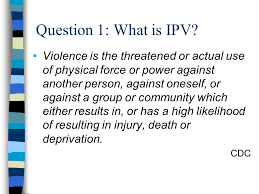 Question 1: What is IPV?
• Violence is the threatened or actual use
of physical force or power against
another person, against oneself, or
against a group or community which
either results in, or has a high likelihood
of resulting in injury, death or
deprivation.
CDC